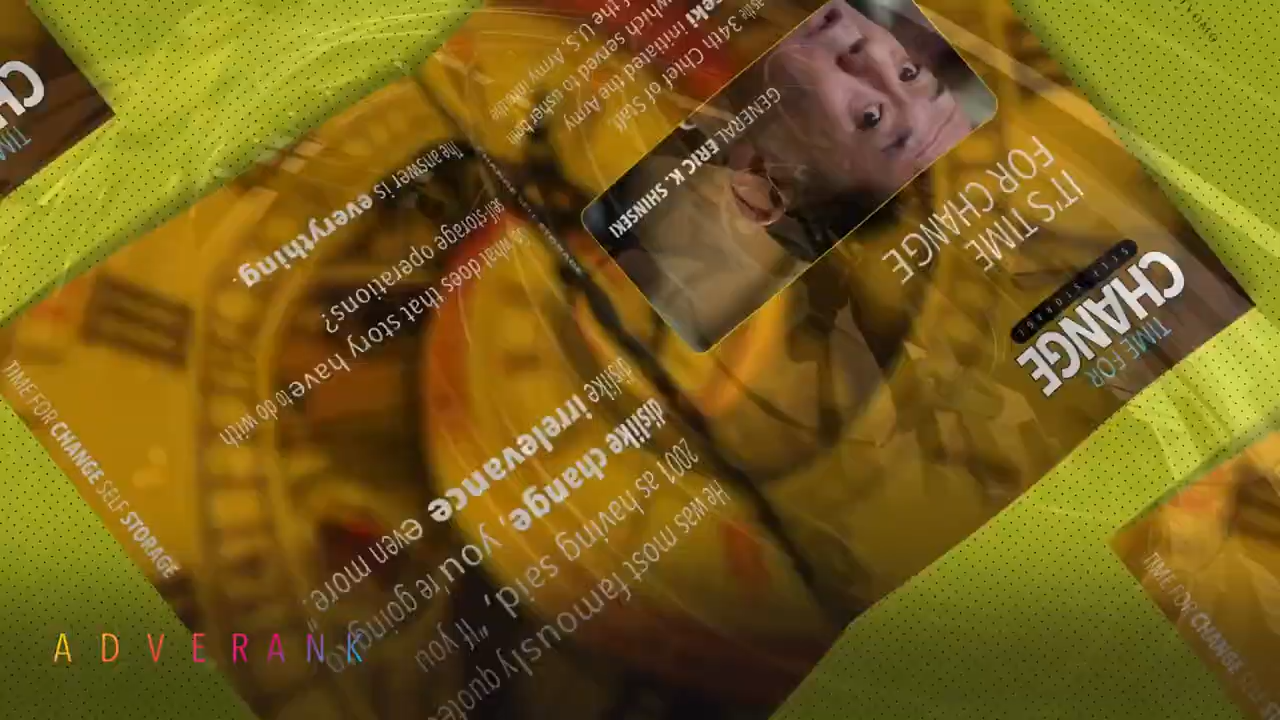 TIME FOR
CHANGE
SELF STORAGE
IT'S TIME
FOR CHANGE
GENERAL ERIC K. SHINSEKI
34th Chief of Staff,
initiated the Army
which served to usher
the U.S. Army into
He was most famously
2001 as having said, "If you
dislike change, you're going to
dislike irrelevance even more."
So what does that story have to do with
self-storage operations?
The answer is everything.
TIME FOR CHANGE SELF STORAGE
TIME FOR CHANGE
ADVERANK